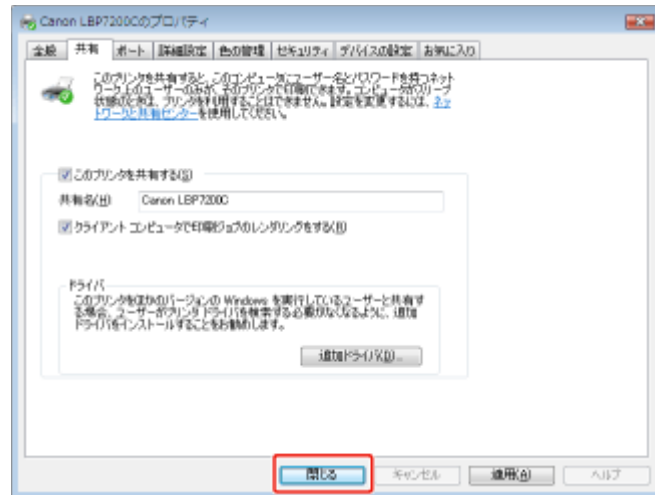 Canon LBP7200Cのプロパティ
全般 共有 ポート 詳細設定 色の管理 セキュリティ デバイスの設定 お気に入り
このプリンタを共有すると、このコンピュータにユーザー名とパスワードを持つネット
ワーク上のユーザーのみが、そのプリンタで印刷できます。コンピュータがスリープ
状態のときは、プリンタを利用することはできません。設定を変更するには、ネッ
トワークと共有センターを使用してください。
このプリンタを共有する(S)
共有名(H) Canon LBP7200C
クライアント コンピュータで印刷ジョブのレンダリングをする(R)
ドライバ
このプリンタをほかのバージョンの Windows を実行しているユーザーと共有す
る場合、ユーザーがプリンタ ドライバを検索する必要がなくなるように、追加
ドライバをインストールすることをお勧めします。
追加ドライバ(D)...
閉じる キャンセル 適用(A) ヘルプ